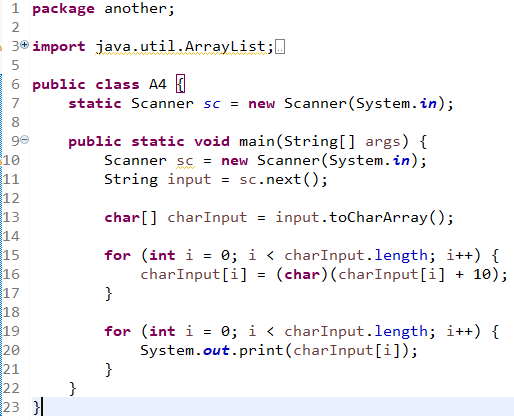 1 package another;
2
3 import java.util.ArrayList;
5
6 public class A4 {
7 static Scanner sc = new Scanner(System.in);
8
9 public static void main(String[] args) {
10 Scanner sc = new Scanner(System.in);
11 String input = sc.next();
12
13 char[] charInput = input.toCharArray();
14
15 for (int i = 0; i < charInput.length; i++) {
16 charInput[i] = (char)(charInput[i] + 10);
17 }
18
19 for (int i = 0; i < charInput.length; i++) {
20 System.out.print(charInput[i]);
21 }
22 }
23 }